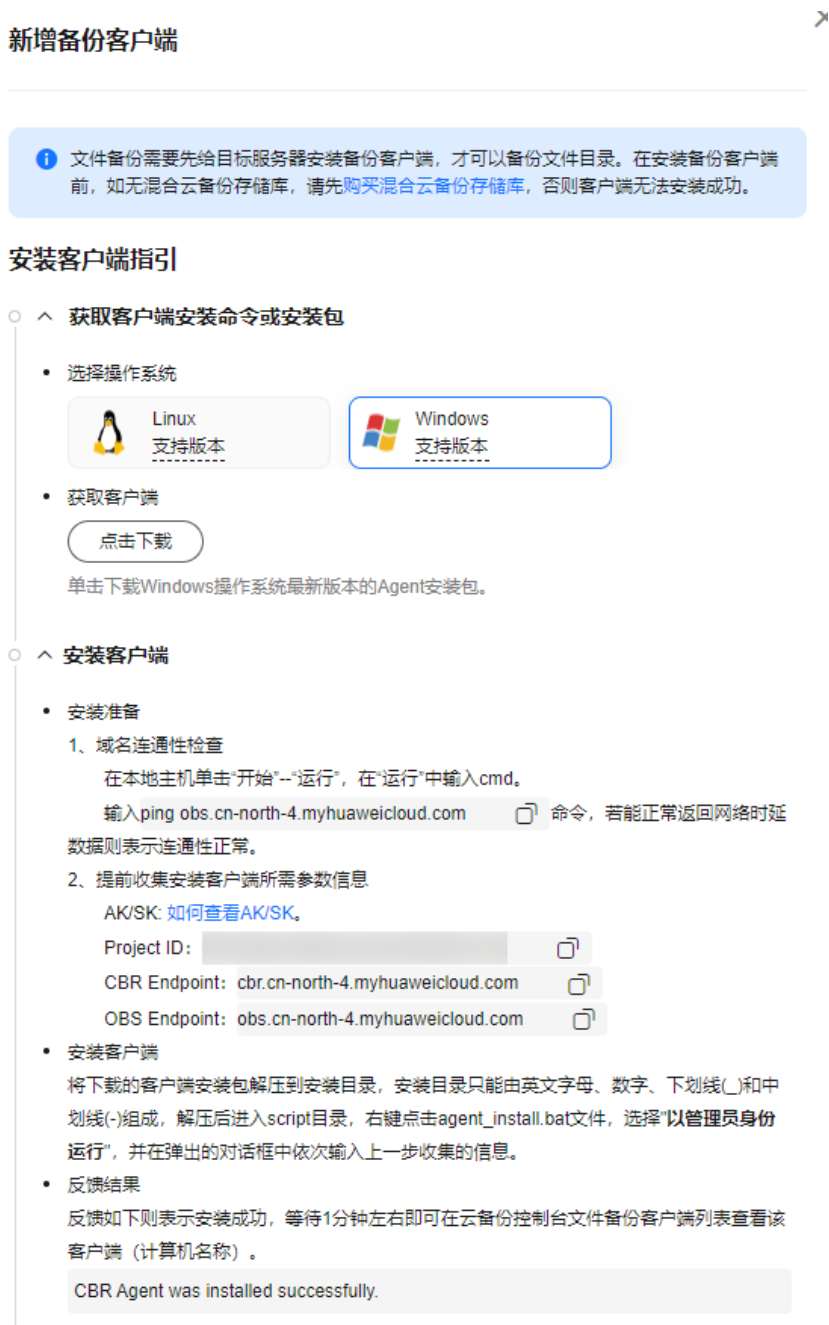 新增备份客户端
文件备份需要先给目标服务器安装备份客户端，才可以备份文件目录。在安装备份客户端
前，如无混合云备份存储库，请先购买混合云备份存储库，否则客户端无法安装成功。
安装客户端指引
获取客户端安装命令或安装包
• 选择操作系统
Linux
支持版本
Windows
支持版本
• 获取客户端
点击下载
单击下载Windows操作系统最新版本的Agent安装包。
安装客户端
• 安装准备
1、域名连通性检查
在本地主机单击“开始”--“运行”，在“运行”中输入cmd。
输入ping obs.cn-north-4.myhuaweicloud.com 命令，若能正常返回网络时延
数据则表示连通性正常。
2、提前收集安装客户端所需参数信息
AK/SK: 如何查看AK/SK。
Project ID：
CBR Endpoint：cbr.cn-north-4.myhuaweicloud.com
OBS Endpoint：obs.cn-north-4.myhuaweicloud.com
• 安装客户端
将下载的客户端安装包解压到安装目录，安装目录只能由英文字母、数字、下划线(_)和中
划线(-)组成，解压后进入script目录，右键点击agent_install.bat文件，选择"以管理员身份
运行"，并在弹出的对话框中依次输入上一步收集的信息。
• 反馈结果
反馈如下则表示安装成功，等待1分钟左右即可在云备份控制台文件备份客户端列表查看该
客户端（计算机名称）。
CBR Agent was installed successfully.